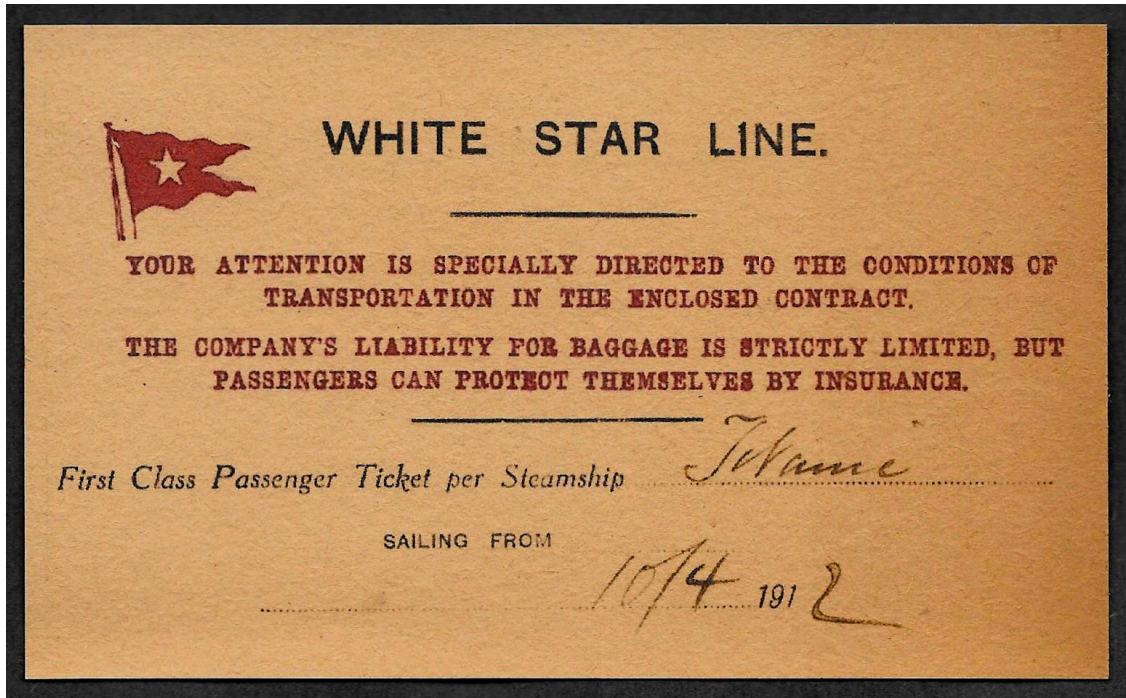 WHITE STAR LINE.
YOUR ATTENTION IS SPECIALLY DIRECTED TO THE CONDITIONS OF
TRANSPORTATION IN THE ENCLOSED CONTRACT.
THE COMPANY'S LIABILITY FOR BAGGAGE IS STRICTLY LIMITED, BUT
PASSENGERS CAN PROTECT THEMSELVES BY INSURANCE.
First Class Passenger Ticket per Steamship Titanic
SAILING FROM
10/4 1912